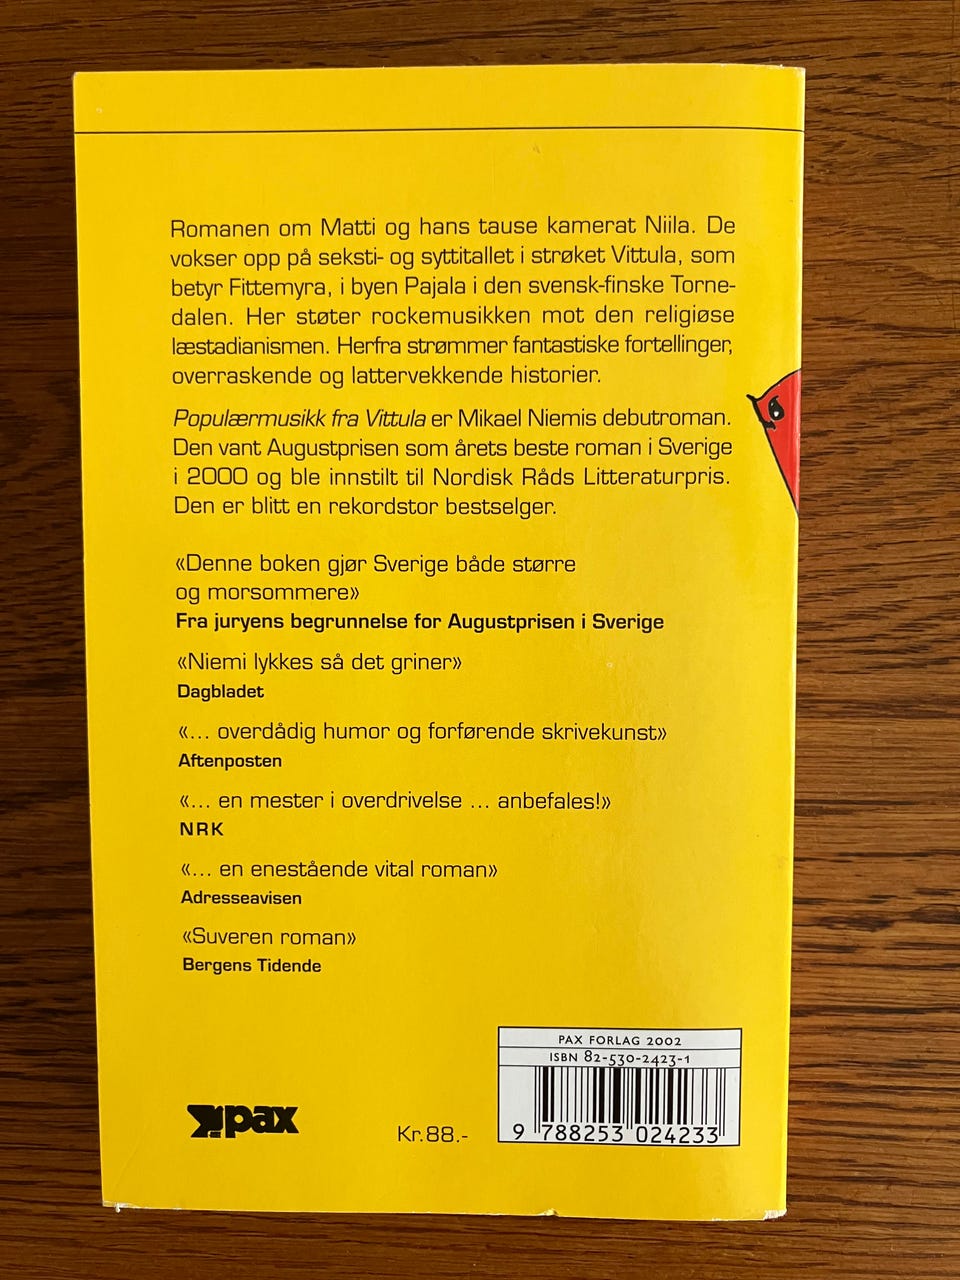 Romanen om Matti og hans tause kamerat Niila. De
vokser opp på seksti- og syttitallet i strøket Vittula, som
betyr Fittemyra, i byen Pajala i den svensk-finske Torne-
dalen. Her støter rockemusikken mot den religiøse
læstadianismen. Herfra strømmer fantastiske fortellinger,
overraskende og lattervekkende historier.
Populærmusikk fra Vittula er Mikael Niemis debutroman.
Den vant Augustprisen som årets beste roman i Sverige
i 2000 og ble innstilt til Nordisk Råds Litteraturpris.
Den er blitt en rekordstor bestselger.
«Denne boken gjør Sverige både større
og morsommere»
Fra juryens begrunnelse for Augustprisen i Sverige
«Niemi lykkes så det griner»
Dagbladet
«... overdådig humor og forførende skrivekunst»
Aftenposten
«... en mester i overdrivelse ... anbefales!»
NRK
«... en enestående vital roman»
Adresseavisen
«Suveren roman»
Bergens Tidende
pax
Kr. 88.-
PAX FORLAG 2002
ISBN 82-530-2423-1
9 788253 024233